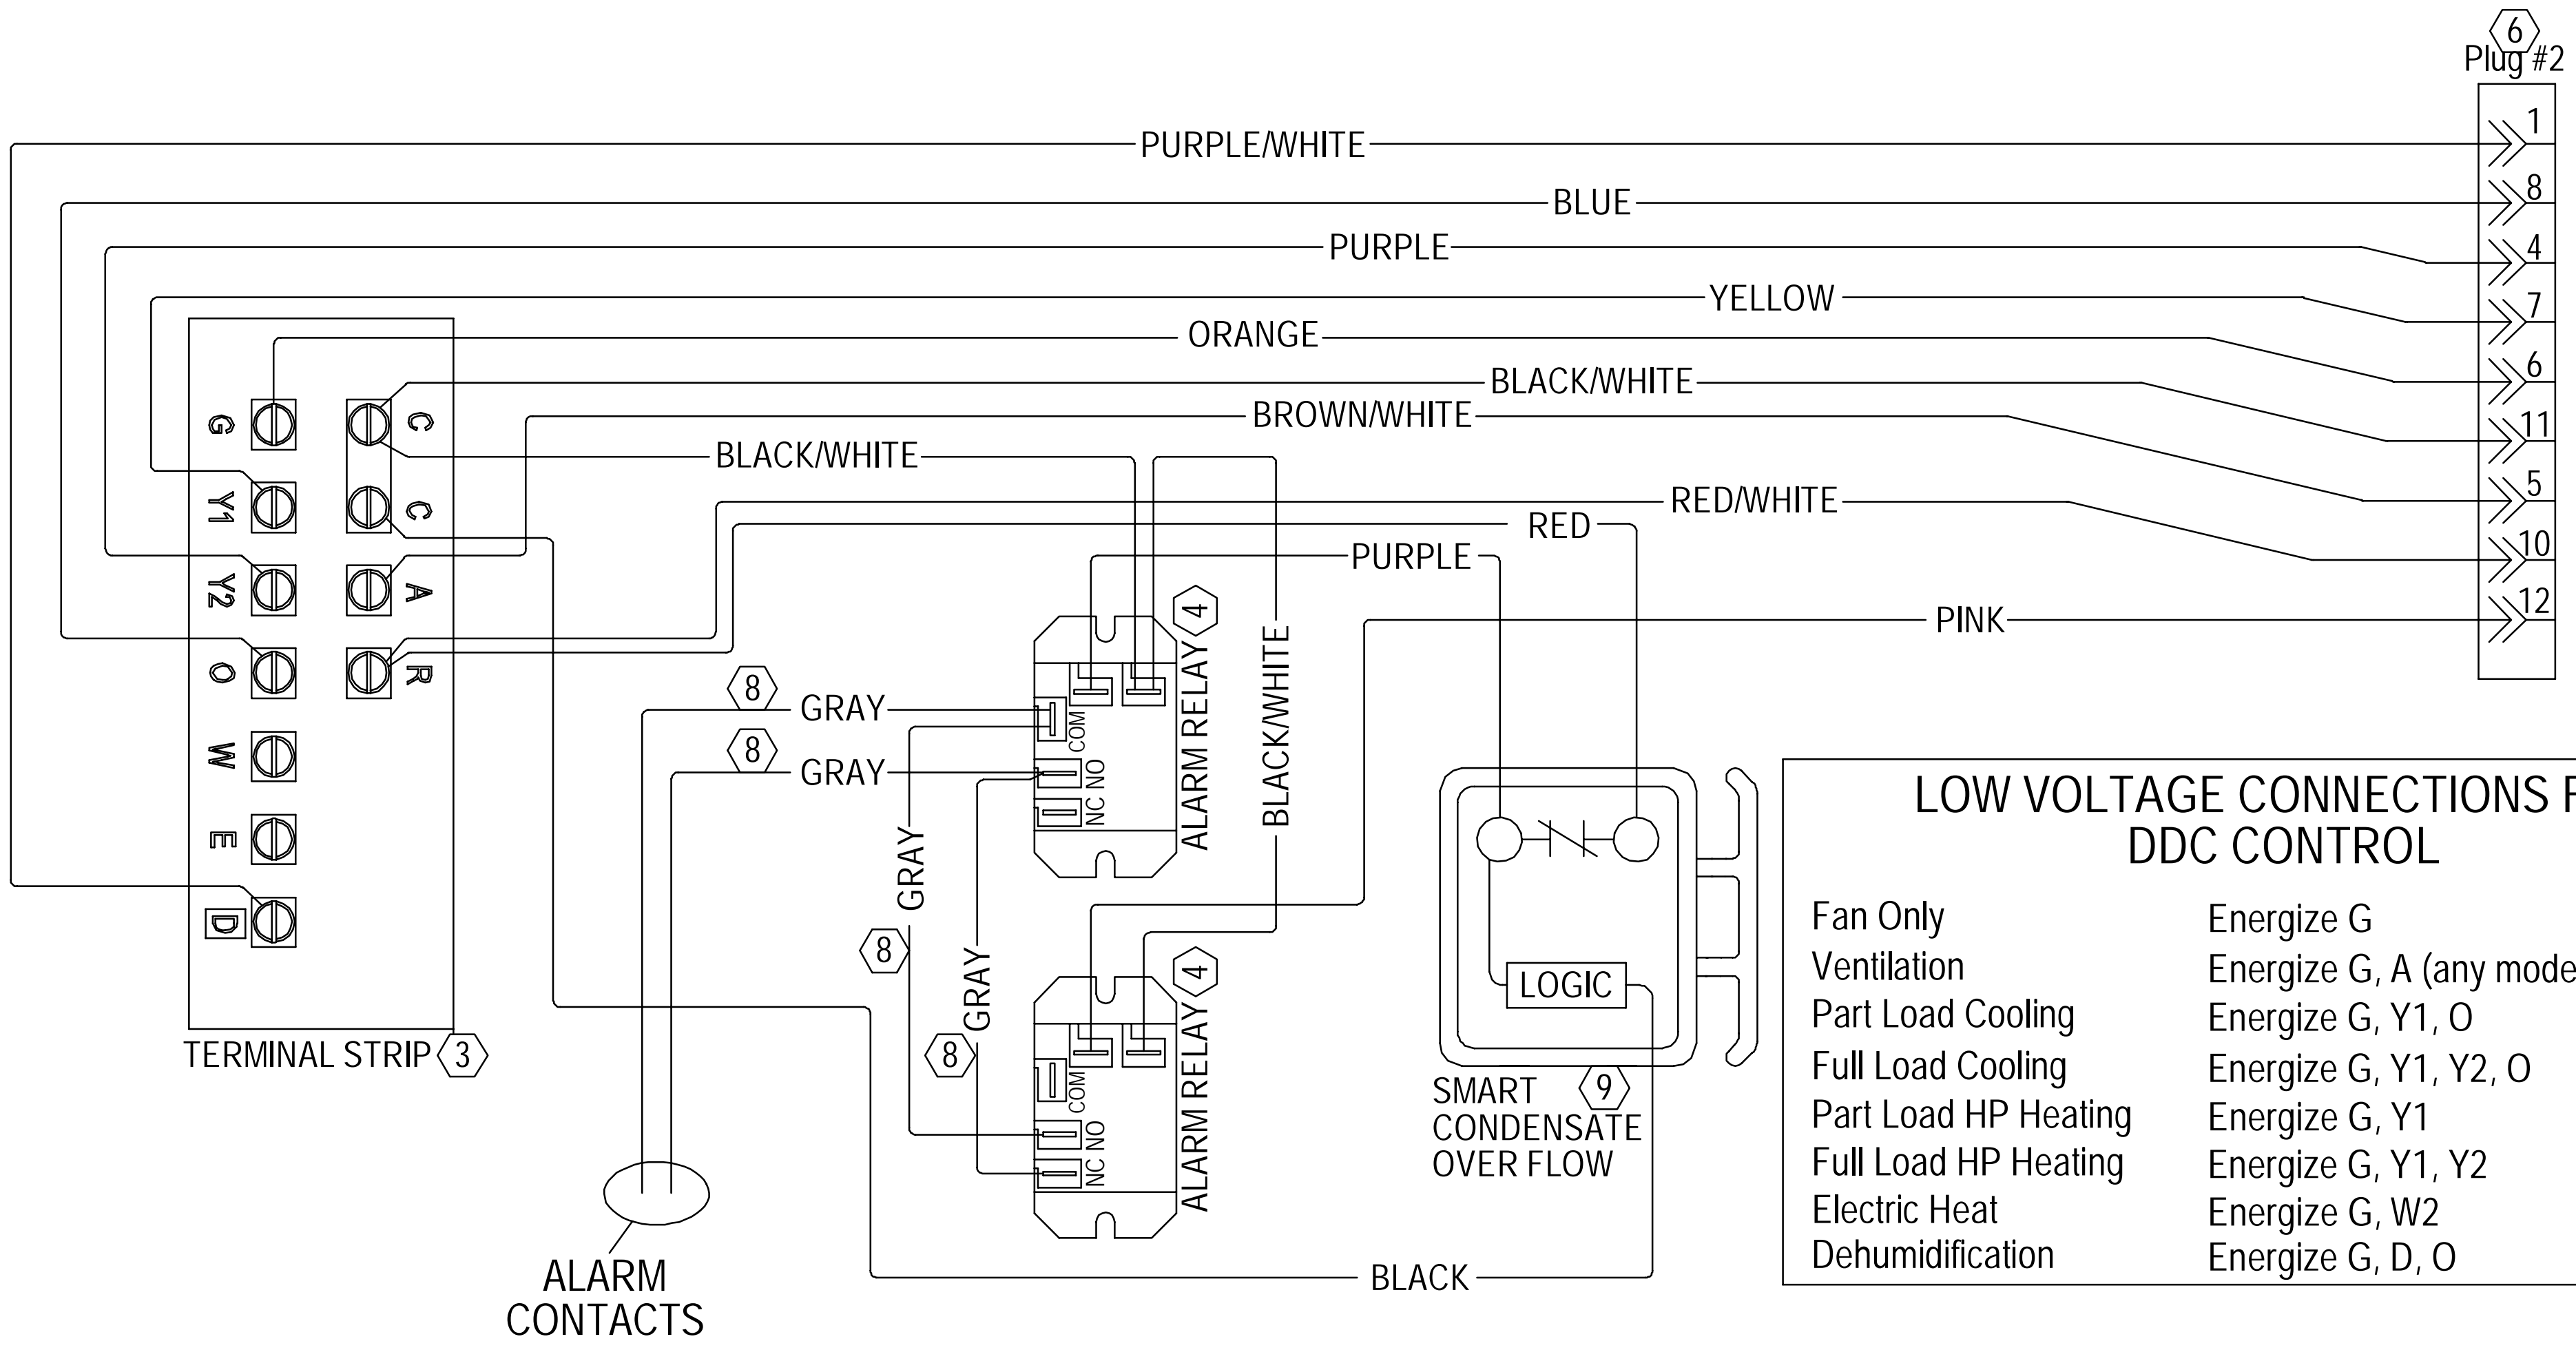 6
Plug #2
PURPLE/WHITE
1
BLUE
8
PURPLE
4
YELLOW
7
ORANGE
6
BLACK/WHITE
11
BROWN/WHITE
5
BLACK/WHITE
RED/WHITE
10
RED
PURPLE
PINK
12
G
C
Y1
C
Y2
A
O
R
W
E
D
TERMINAL STRIP
3
8
GRAY
8
GRAY
GRAY
8
GRAY
8
ALARM RELAY
4
COM
NO
NC
BLACK/WHITE
ALARM RELAY
4
COM
NO
NC
ALARM
CONTACTS
LOGIC
SMART
CONDENSATE
OVER FLOW
9
BLACK
LOW VOLTAGE CONNECTIONS F
DDC CONTROL
Fan Only Energize G
Ventilation Energize G, A (any mode
Part Load Cooling Energize G, Y1, O
Full Load Cooling Energize G, Y1, Y2, O
Part Load HP Heating Energize G, Y1
Full Load HP Heating Energize G, Y1, Y2
Electric Heat Energize G, W2
Dehumidification Energize G, D, O